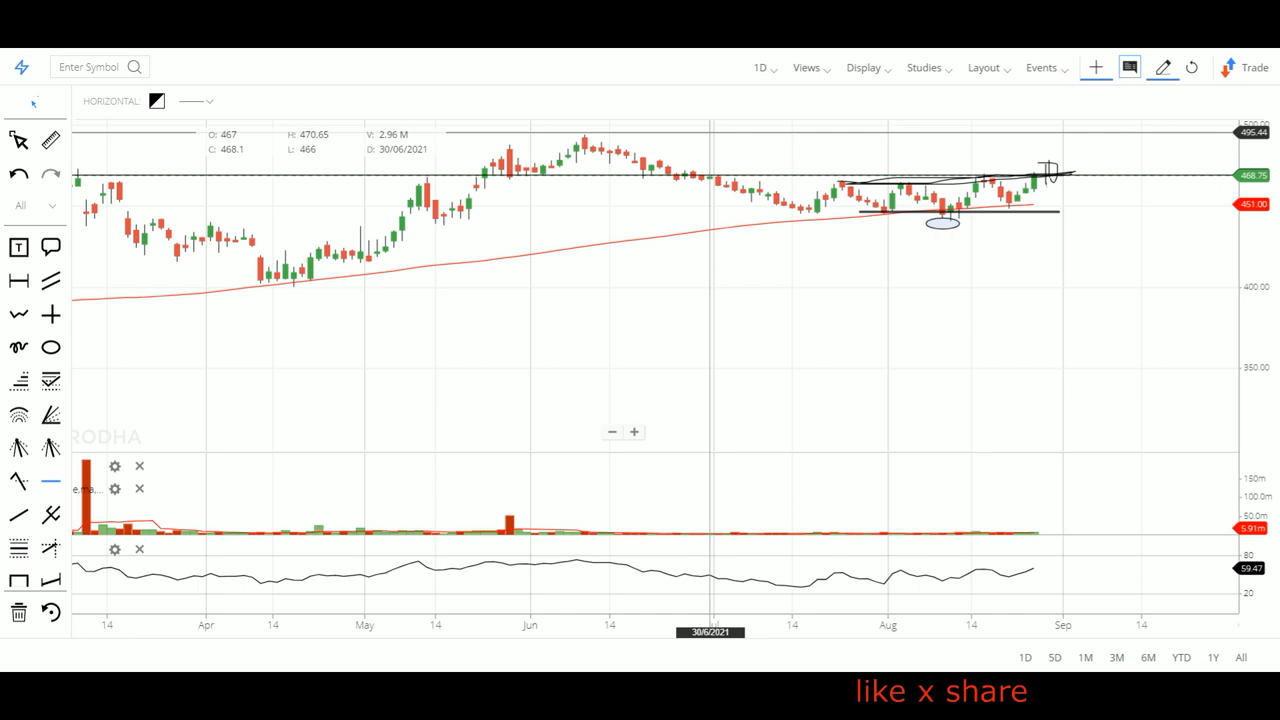 Enter Symbol 1D Views Display Studies Layout Events Trade
HORIZONTAL:
500.00
495.44
O: 467 H: 470.65 V: 2.96 M
C: 468.1 L: 466 D: 30/06/2021
468.75
All
451.00
T
400.00
350.00
RODHA
150m
e,ma,...
100.0m
50.0m
5.91m
80
59.47
20
14 Apr 14 May 14 Jun 14 14 Aug 14 Sep 14
30/6/2021
1D 5D 1M 3M 6M YTD 1Y All
like x share